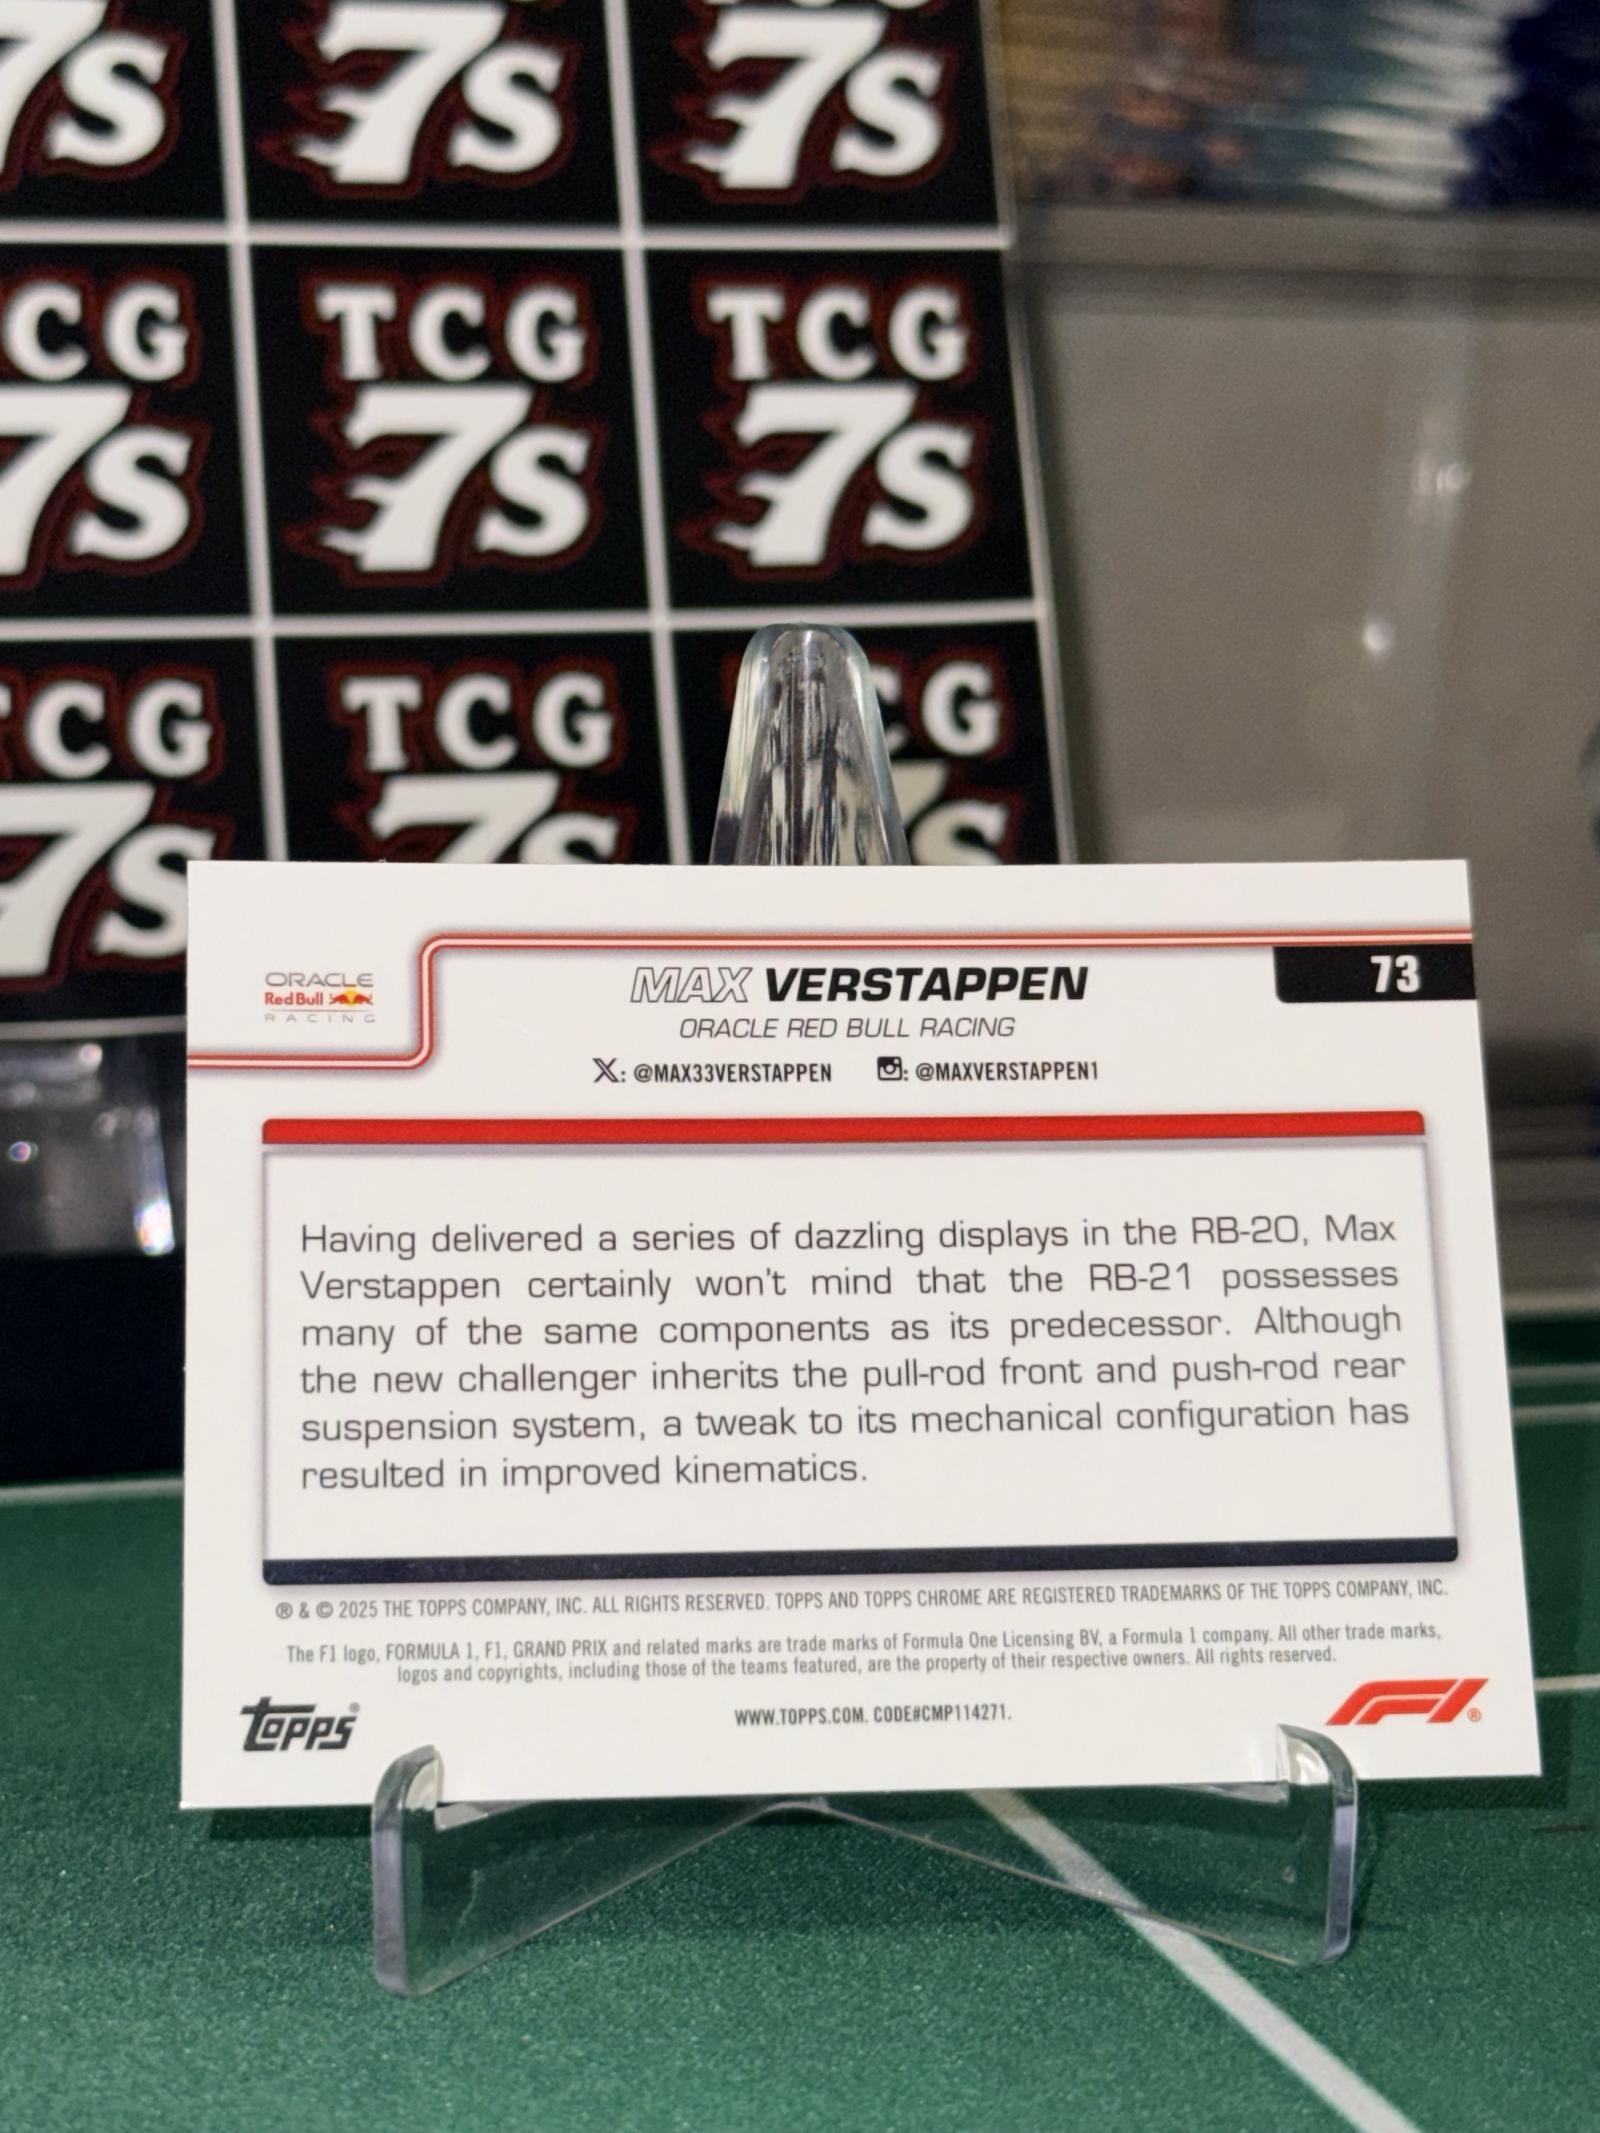 7S
7S
7S
CG
TCG
TCG
7S
7S
7S
CG
TCG
CG
7S
7S
S
ORACLE
Red Bull
RACING
MAX VERSTAPPEN
73
ORACLE RED BULL RACING
X: @MAX33VERSTAPPEN : @MAXVERSTAPPEN1
Having delivered a series of dazzling displays in the RB-20, Max
Verstappen certainly won't mind that the RB-21 possesses
many of the same components as its predecessor. Although
the new challenger inherits the pull-rod front and push-rod rear
suspension system, a tweak to its mechanical configuration has
resulted in improved kinematics.
® & © 2025 THE TOPPS COMPANY, INC. ALL RIGHTS RESERVED. TOPPS AND TOPPS CHROME ARE REGISTERED TRADEMARKS OF THE TOPPS COMPANY, INC.
The F1 logo, FORMULA 1, F1, GRAND PRIX and related marks are trade marks of Formula One Licensing BV, a Formula 1 company. All other trade marks,
logos and copyrights, including those of the teams featured, are the property of their respective owners. All rights reserved.
Topps®
WWW.TOPPS.COM. CODE#CMP114271.
F1®